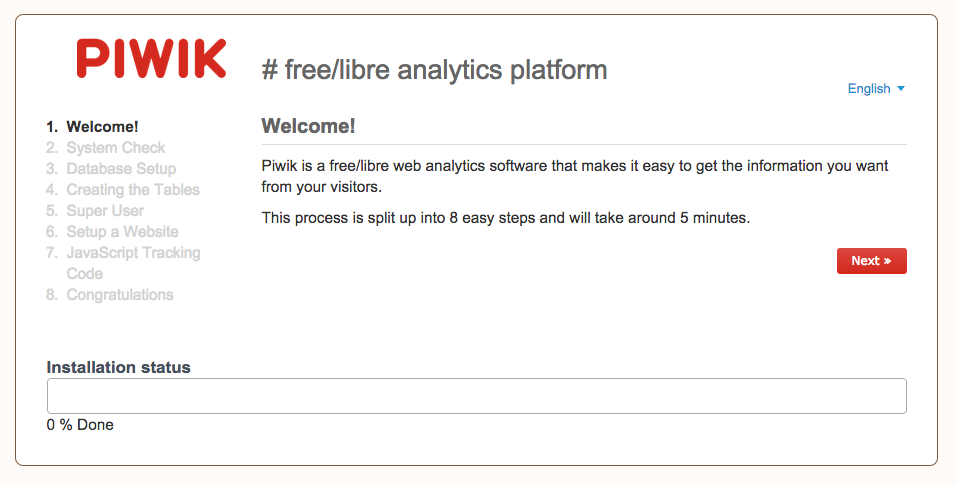 PIWIK
# free/libre analytics platform
English
1. Welcome!
2. System Check
3. Database Setup
4. Creating the Tables
5. Super User
6. Setup a Website
7. JavaScript Tracking
Code
8. Congratulations
Welcome!
Piwik is a free/libre web analytics software that makes it easy to get the information you want
from your visitors.
This process is split up into 8 easy steps and will take around 5 minutes.
Next »
Installation status
0 % Done